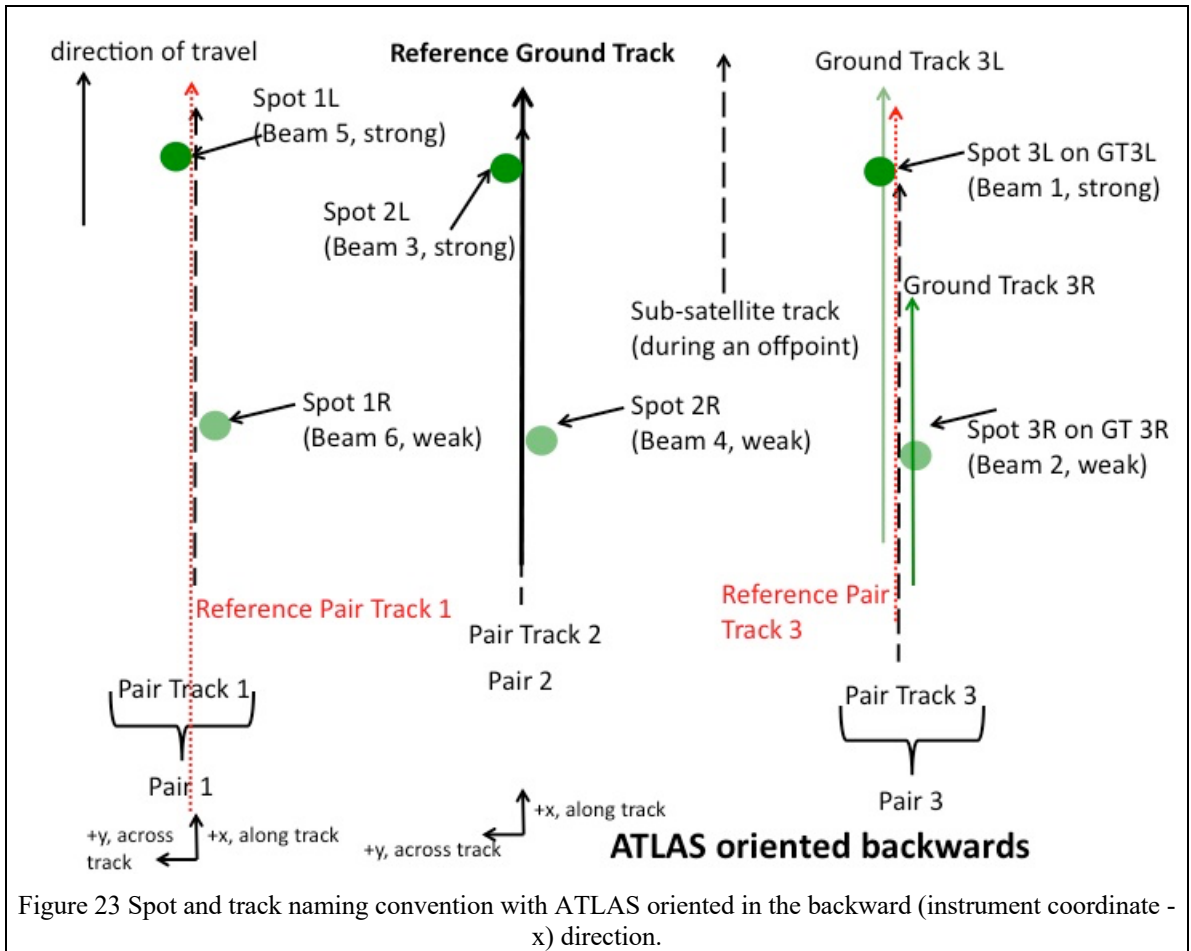 direction of travel
Reference Ground Track
Ground Track 3L
Spot 1L
(Beam 5, strong)
Spot 2L
(Beam 3, strong)
Spot 3L on GT3L
(Beam 1, strong)
Ground Track 3R
Sub-satellite track
(during an offpoint)
Spot 1R
(Beam 6, weak)
Spot 2R
(Beam 4, weak)
Spot 3R on GT 3R
(Beam 2, weak)
Reference Pair Track 1
Reference Pair
Track 3
Pair Track 2
Pair 2
Pair Track 1
Pair Track 3
Pair 1
Pair 3
+y, across
track
+x, along track
+x, along track
+y, across track
ATLAS oriented backwards
Figure 23 Spot and track naming convention with ATLAS oriented in the backward (instrument coordinate -
x) direction.